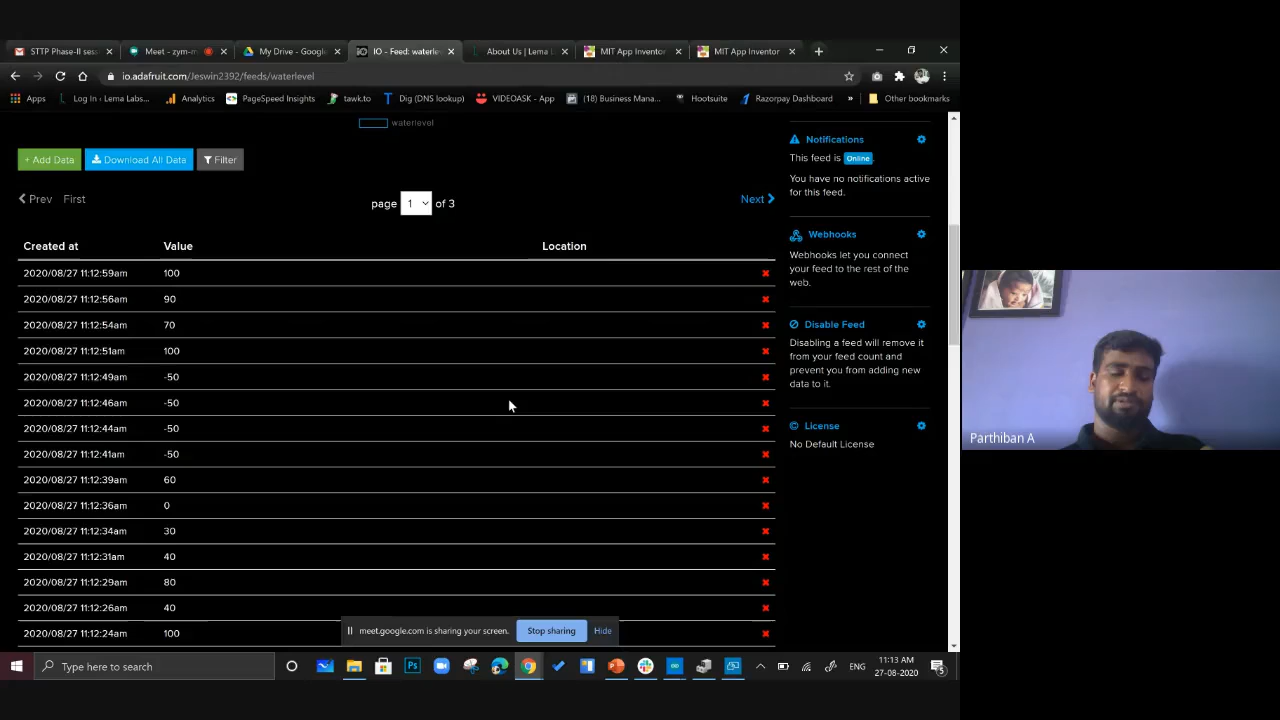 STTP Phase-II ses
Meet - zym-m
My Drive - Google
IO - Feed: waterlev
About Us | Lema L
MIT App Inventor
MIT App Inventor
io.adafruit.com/Jeswin2392/feeds/waterlevel
Apps
Log In ‹ Lema Labs...
Analytics
PageSpeed Insights
tawk.to
Dig (DNS lookup)
VIDEOASK - App
(18) Business Mana...
Hootsuite
Razorpay Dashboard
»
Other bookmarks
waterlevel
+ Add Data
Download All Data
Filter
Prev First
page 1 of 3
Next
Created at Value Location
2020/08/27 11:12:59am 100
2020/08/27 11:12:56am 90
2020/08/27 11:12:54am 70
2020/08/27 11:12:51am 100
2020/08/27 11:12:49am -50
2020/08/27 11:12:46am -50
2020/08/27 11:12:44am -50
2020/08/27 11:12:41am -50
2020/08/27 11:12:39am 60
2020/08/27 11:12:36am 0
2020/08/27 11:12:34am 30
2020/08/27 11:12:31am 40
2020/08/27 11:12:29am 80
2020/08/27 11:12:26am 40
2020/08/27 11:12:24am 100
Notifications
This feed is Online.
You have no notifications active
for this feed.
Webhooks
Webhooks let you connect
your feed to the rest of the
web.
Disable Feed
Disabling a feed will remove it
from your feed count and
prevent you from adding new
data to it.
License
No Default License
Parthiban A
meet.google.com is sharing your screen.
Stop sharing
Hide
Type here to search
Ps
ENG
11:13 AM
27-08-2020
5